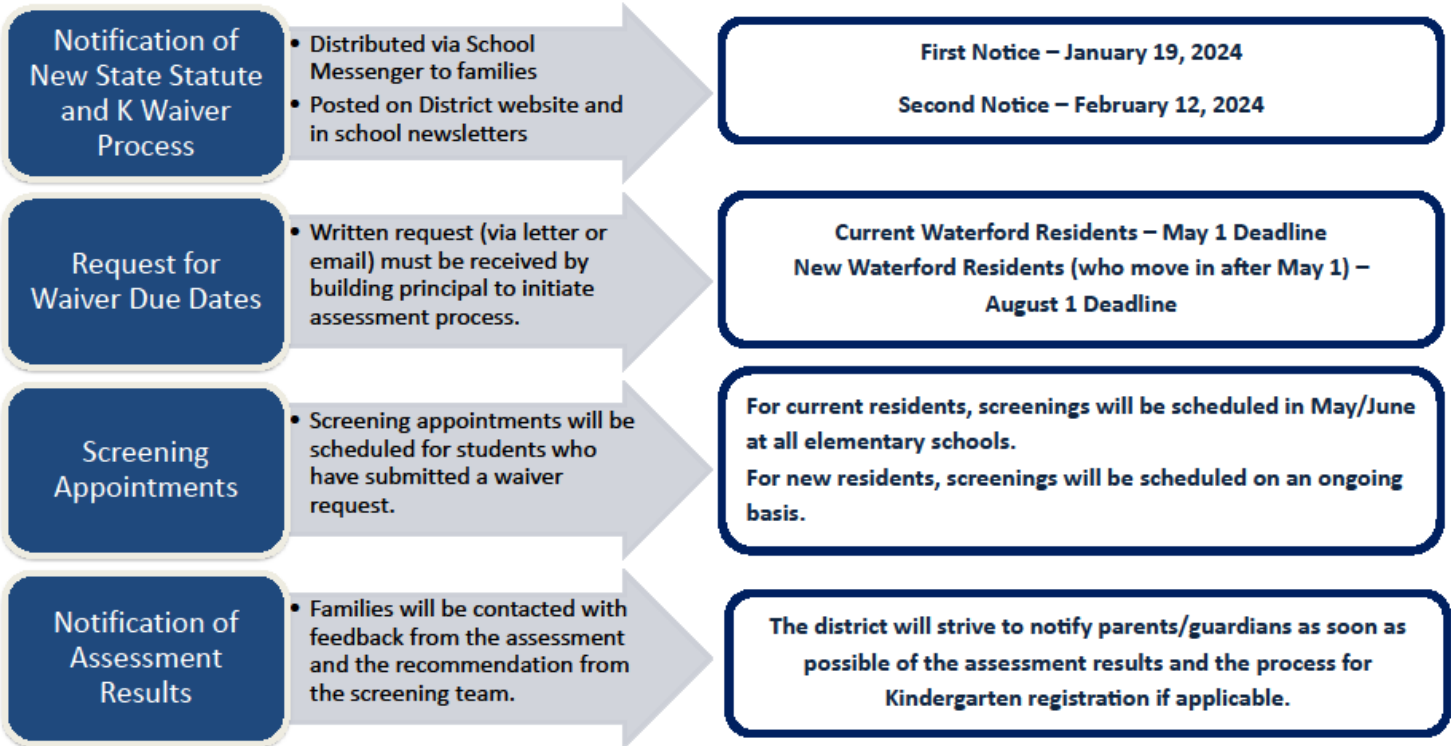 Notification of
New State Statute
and K Waiver
Process
• Distributed via School
Messenger to families
• Posted on District website and
in school newsletters
First Notice – January 19, 2024
Second Notice – February 12, 2024
Request for
Waiver Due Dates
• Written request (via letter or
email) must be received by
building principal to initiate
assessment process.
Current Waterford Residents – May 1 Deadline
New Waterford Residents (who move in after May 1) –
August 1 Deadline
Screening
Appointments
• Screening appointments will be
scheduled for students who
have submitted a waiver
request.
For current residents, screenings will be scheduled in May/June
at all elementary schools.
For new residents, screenings will be scheduled on an ongoing
basis.
Notification of
Assessment
Results
• Families will be contacted with
feedback from the assessment
and the recommendation from
the screening team.
The district will strive to notify parents/guardians as soon as
possible of the assessment results and the process for
Kindergarten registration if applicable.